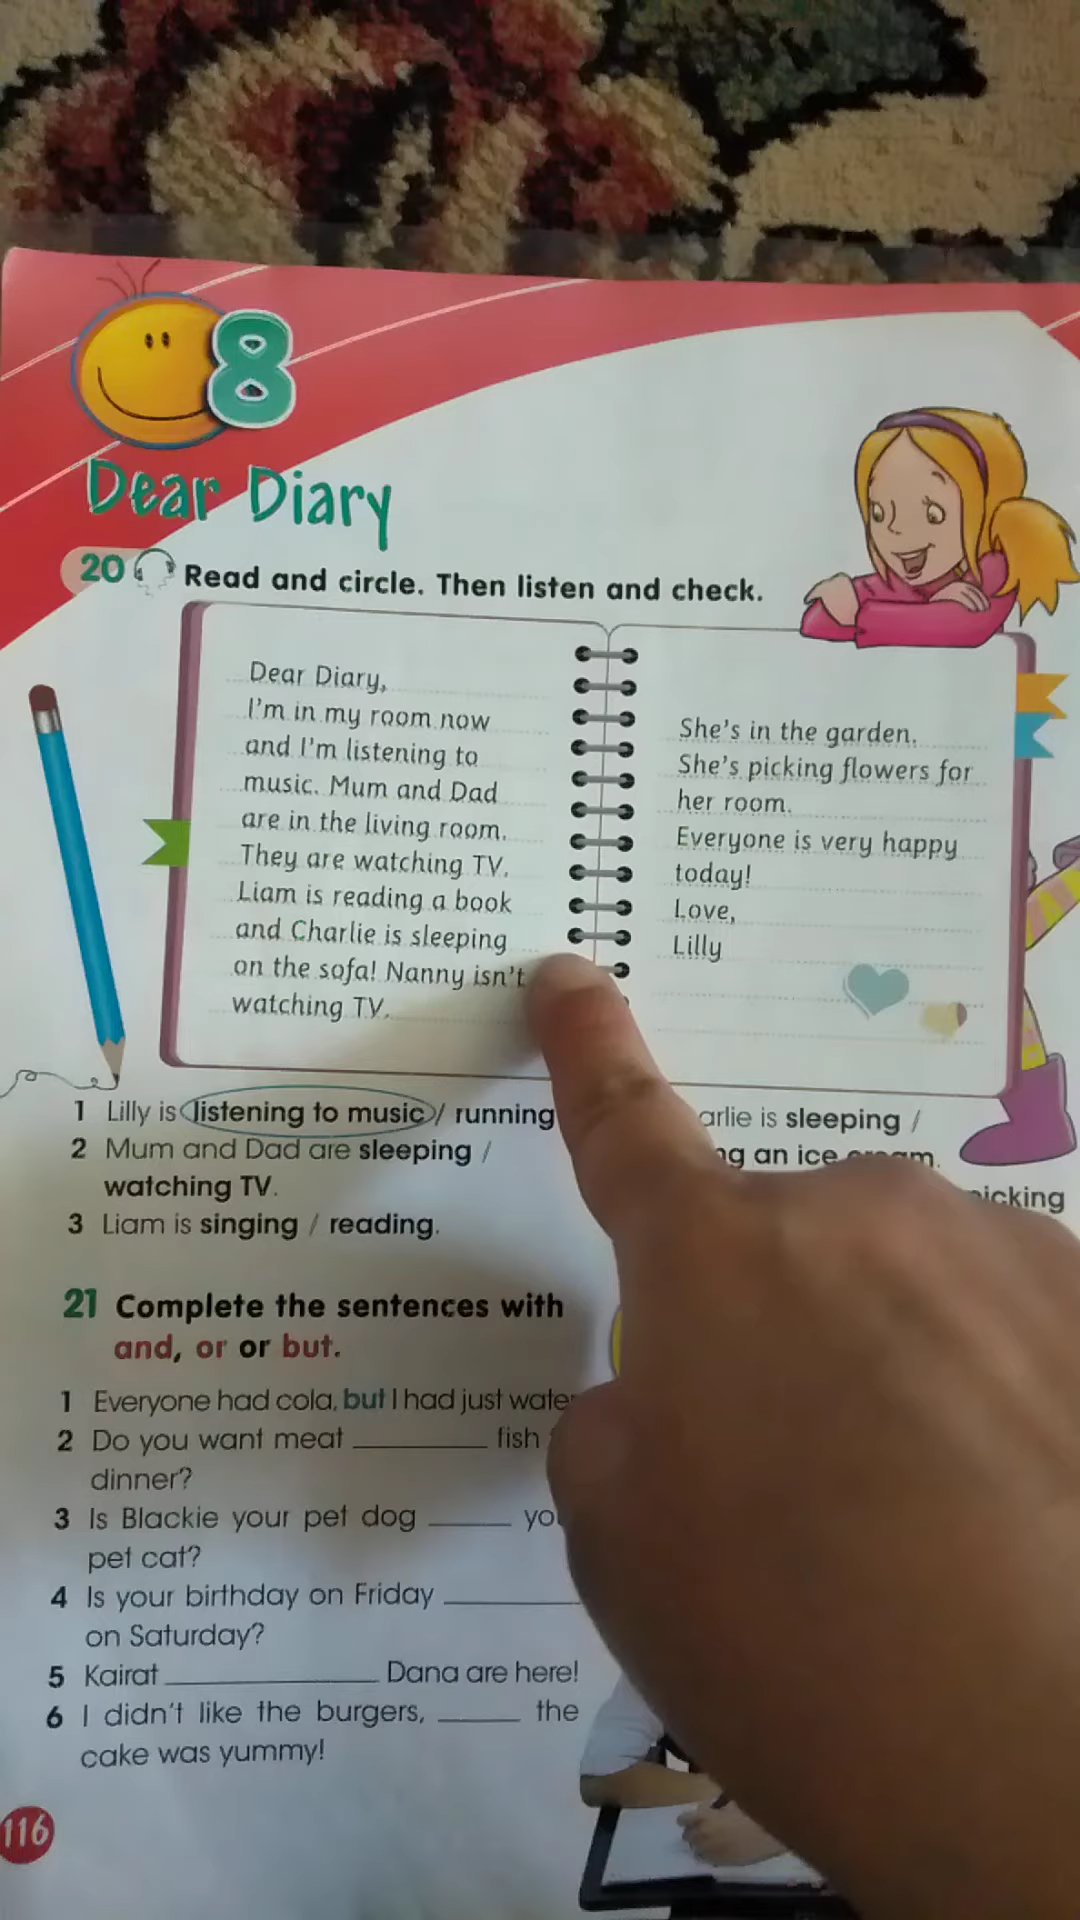 8
Dear Diary
20 Read and circle. Then listen and check.
Dear Diary,
I'm in my room now
and I'm listening to
music. Mum and Dad
are in the living room.
They are watching TV.
Liam is reading a book
and Charlie is sleeping
on the sofa! Nanny isn't
watching TV.
She's in the garden.
She's picking flowers for
her room.
Everyone is very happy
today!
Love,
Lilly
1 Lilly is listening to music / running
2 Mum and Dad are sleeping /
watching TV.
3 Liam is singing / reading.
is sleeping /
an ice
21 Complete the sentences with
and, or or but.
1 Everyone had cola, but I had just
2 Do you want meat ________ fish
dinner?
3 Is Blackie your pet dog _____
pet cat?
4 Is your birthday on Friday ________
on Saturday?
5 Kairat _____________ Dana are here!
6 I didn't like the burgers, _____ the
cake was yummy!
116